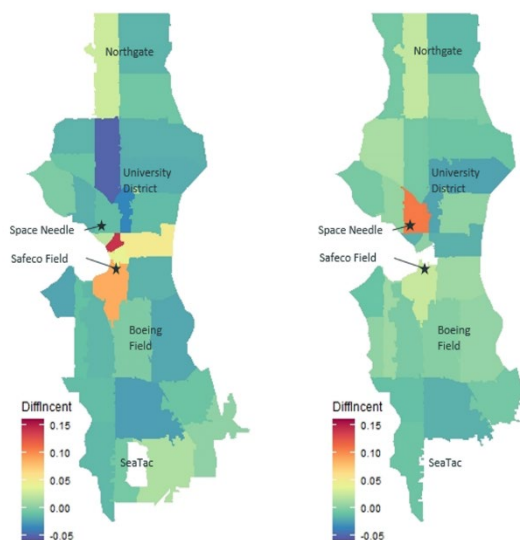 Northgate
University
District
Space Needle
Safeco Field
Boeing
Field
DiffIncent
0.15
0.10
0.05
0.00
-0.05
SeaTac
Northgate
University
District
Space Needle
Safeco Field
Boeing
Field
DiffIncent
0.15
0.10
0.05
0.00
-0.05
SeaTac